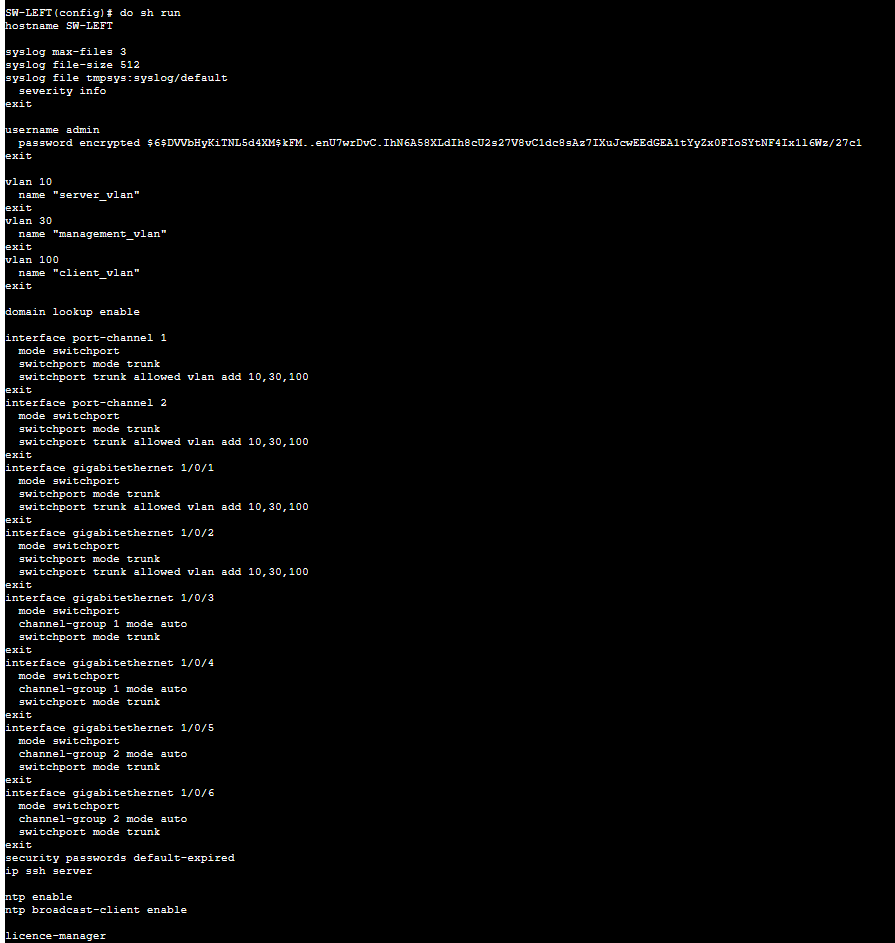 SW-LEFT(config)# do sh run
hostname SW-LEFT
syslog max-files 3
syslog file-size 512
syslog file tmpsys:syslog/default
severity info
exit
username admin
password encrypted $6$DVVbHyKiTNL5d4XM$kFM..enU7wrDvC.IhN6A58XLdIh8cU2s27V8vC1dc8sAz7IXuJcwEEdGEA1tYyZx0FIoSYtNF4Ix1l6Wz/27c1
exit
vlan 10
name "server_vlan"
exit
vlan 30
name "management_vlan"
exit
vlan 100
name "client_vlan"
exit
domain lookup enable
interface port-channel 1
mode switchport
switchport mode trunk
switchport trunk allowed vlan add 10,30,100
exit
interface port-channel 2
mode switchport
switchport mode trunk
switchport trunk allowed vlan add 10,30,100
exit
interface gigabitethernet 1/0/1
mode switchport
switchport mode trunk
switchport trunk allowed vlan add 10,30,100
exit
interface gigabitethernet 1/0/2
mode switchport
switchport mode trunk
switchport trunk allowed vlan add 10,30,100
exit
interface gigabitethernet 1/0/3
mode switchport
channel-group 1 mode auto
switchport mode trunk
exit
interface gigabitethernet 1/0/4
mode switchport
channel-group 1 mode auto
switchport mode trunk
exit
interface gigabitethernet 1/0/5
mode switchport
channel-group 2 mode auto
switchport mode trunk
exit
interface gigabitethernet 1/0/6
mode switchport
channel-group 2 mode auto
switchport mode trunk
exit
security passwords default-expired
ip ssh server
ntp enable
ntp broadcast-client enable
licence-manager